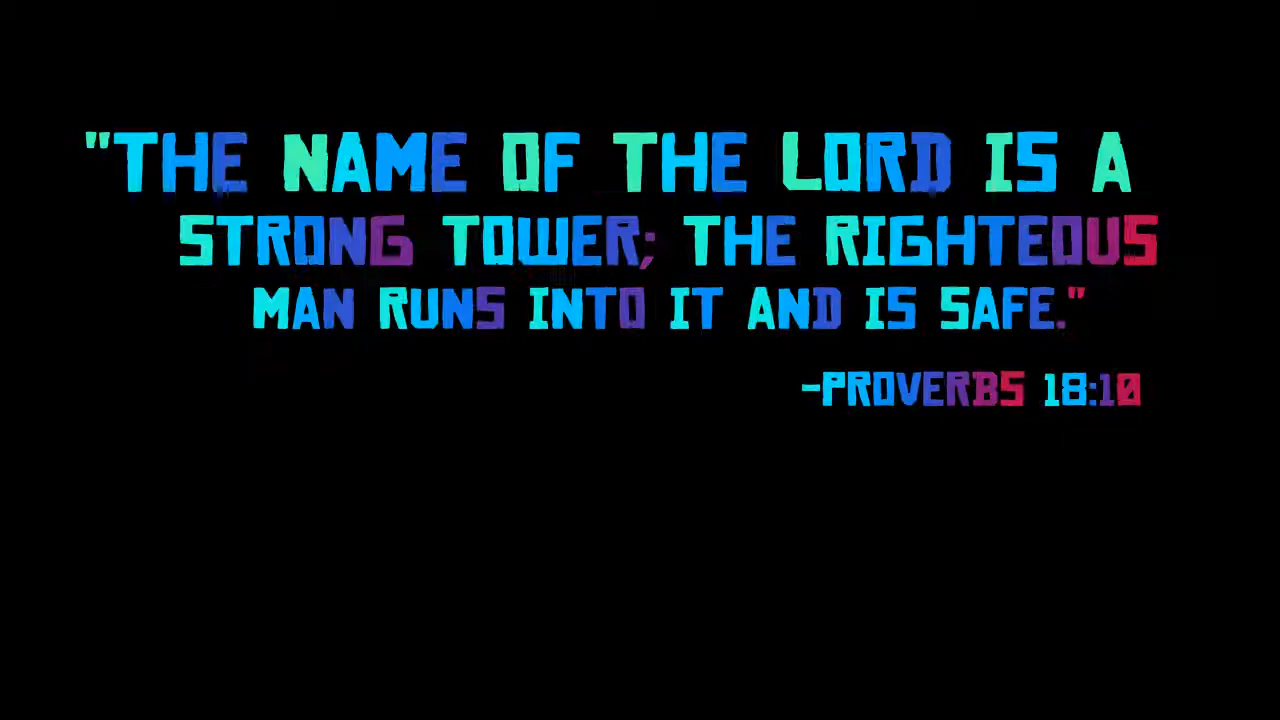 "THE NAME OF THE LORD IS A
STRONG TOWER; THE RIGHTEOUS
MAN RUNS INTO IT AND IS SAFE."
-PROVERBS 18:10